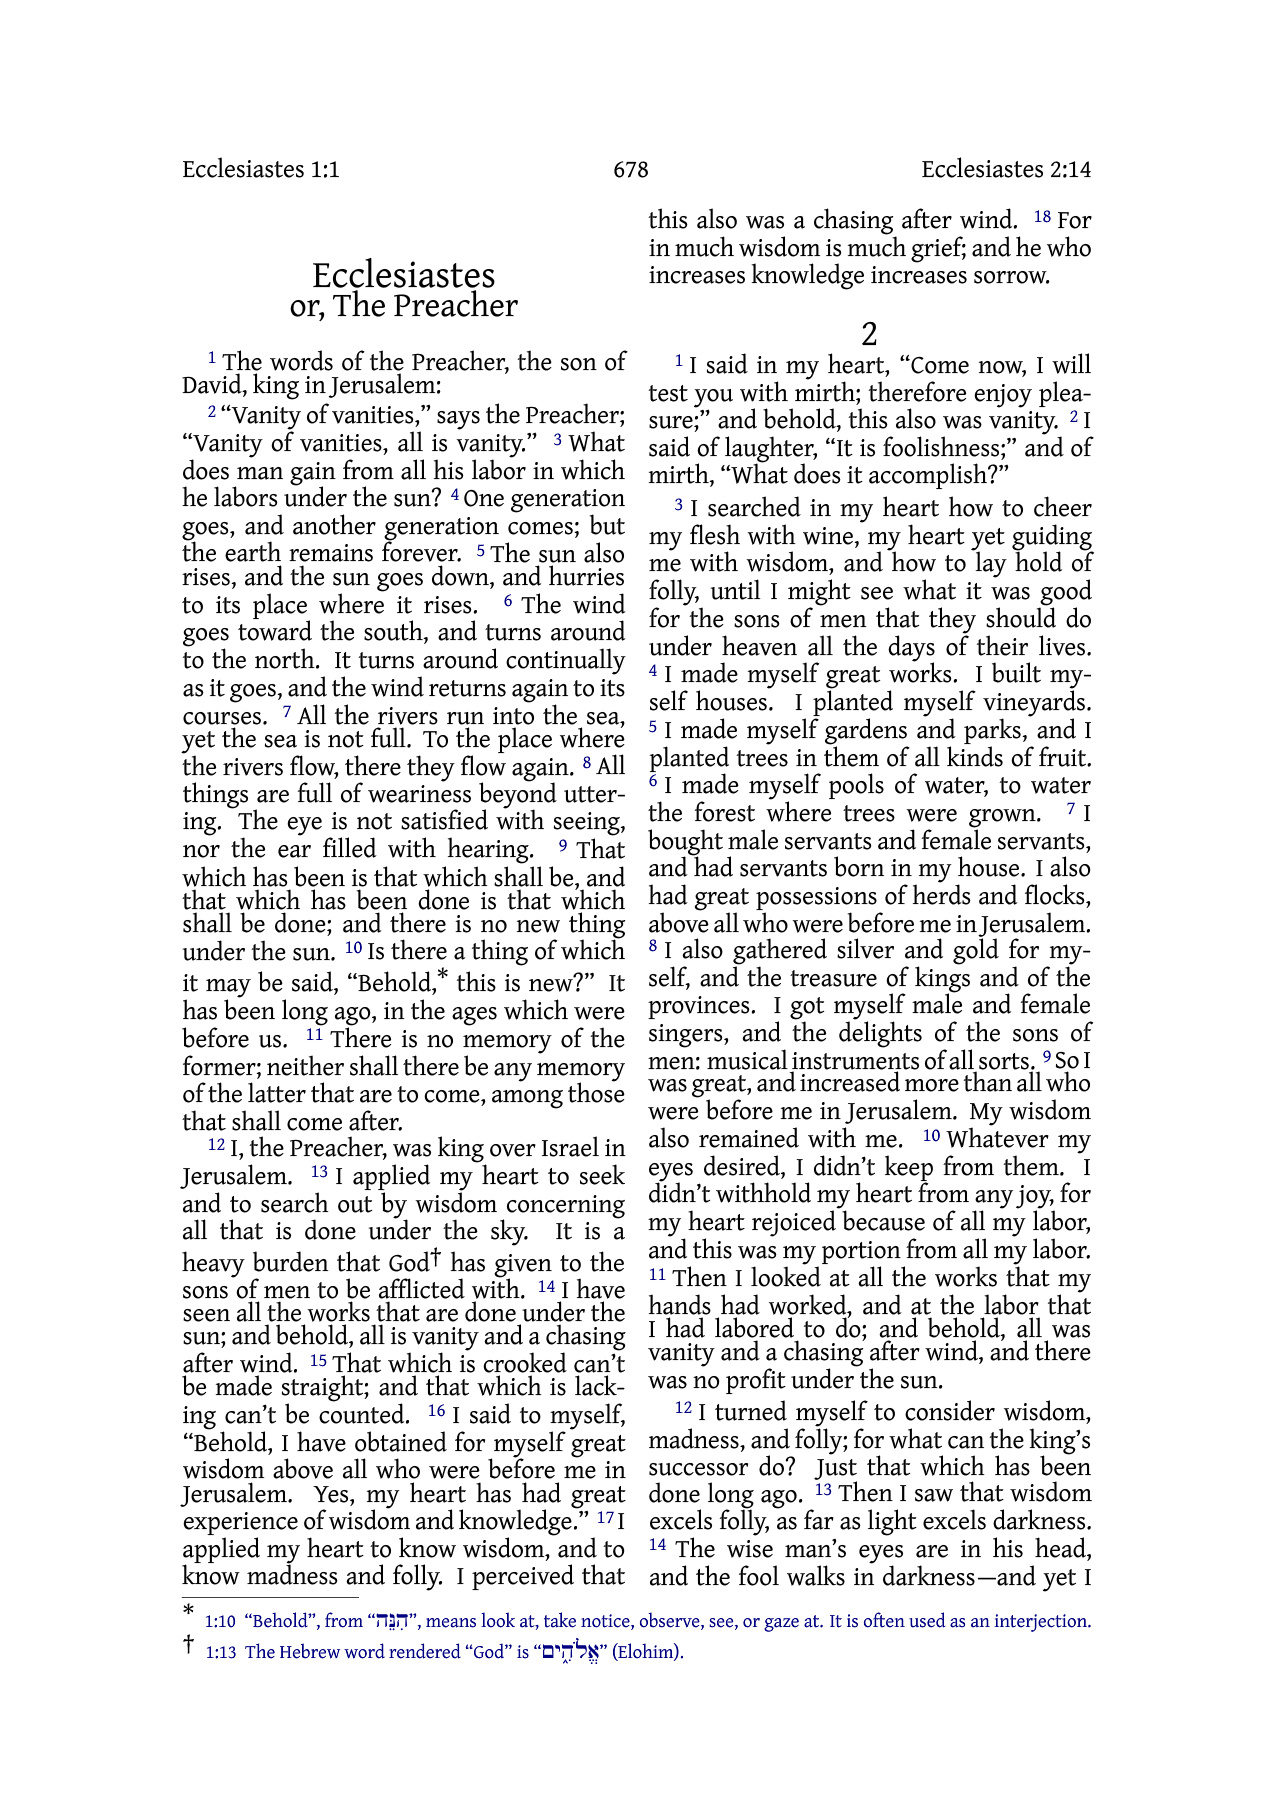 Ecclesiastes 1:1 678 Ecclesiastes 2:14
Ecclesiastes
or, The Preacher
1 The words of the Preacher, the son of
David, king in Jerusalem:
2 “Vanity of vanities,” says the Preacher;
“Vanity of vanities, all is vanity.” 3 What
does man gain from all his labor in which
he labors under the sun? 4 One generation
goes, and another generation comes; but
the earth remains forever. 5 The sun also
rises, and the sun goes down, and hurries
to its place where it rises. 6 The wind
goes toward the south, and turns around
to the north. It turns around continually
as it goes, and the wind returns again to its
courses. 7 All the rivers run into the sea,
yet the sea is not full. To the place where
the rivers flow, there they flow again. 8 All
things are full of weariness beyond utter-
ing. The eye is not satisfied with seeing,
nor the ear filled with hearing. 9 That
which has been is that which shall be, and
that which has been done is that which
shall be done; and there is no new thing
under the sun. 10 Is there a thing of which
it may be said, “Behold,* this is new?” It
has been long ago, in the ages which were
before us. 11 There is no memory of the
former; neither shall there be any memory
of the latter that are to come, among those
that shall come after.
12 I, the Preacher, was king over Israel in
Jerusalem. 13 I applied my heart to seek
and to search out by wisdom concerning
all that is done under the sky. It is a
heavy burden that God† has given to the
sons of men to be afflicted with. 14 I have
seen all the works that are done under the
sun; and behold, all is vanity and a chasing
after wind. 15 That which is crooked can’t
be made straight; and that which is lack-
ing can’t be counted. 16 I said to myself,
“Behold, I have obtained for myself great
wisdom above all who were before me in
Jerusalem. Yes, my heart has had great
experience of wisdom and knowledge.” 17 I
applied my heart to know wisdom, and to
know madness and folly. I perceived that
this also was a chasing after wind. 18 For
in much wisdom is much grief; and he who
increases knowledge increases sorrow.
2
1 I said in my heart, “Come now, I will
test you with mirth; therefore enjoy plea-
sure;” and behold, this also was vanity. 2 I
said of laughter, “It is foolishness;” and of
mirth, “What does it accomplish?”
3 I searched in my heart how to cheer
my flesh with wine, my heart yet guiding
me with wisdom, and how to lay hold of
folly, until I might see what it was good
for the sons of men that they should do
under heaven all the days of their lives.
4 I made myself great works. I built my-
self houses. I planted myself vineyards.
5 I made myself gardens and parks, and I
planted trees in them of all kinds of fruit.
6 I made myself pools of water, to water
the forest where trees were grown. 7 I
bought male servants and female servants,
and had servants born in my house. I also
had great possessions of herds and flocks,
above all who were before me in Jerusalem.
8 I also gathered silver and gold for my-
self, and the treasure of kings and of the
provinces. I got myself male and female
singers, and the delights of the sons of
men: musical instruments of all sorts. 9 So I
was great, and increased more than all who
were before me in Jerusalem. My wisdom
also remained with me. 10 Whatever my
eyes desired, I didn’t keep from them. I
didn’t withhold my heart from any joy, for
my heart rejoiced because of all my labor,
and this was my portion from all my labor.
11 Then I looked at all the works that my
hands had worked, and at the labor that
I had labored to do; and behold, all was
vanity and a chasing after wind, and there
was no profit under the sun.
12 I turned myself to consider wisdom,
madness, and folly; for what can the king’s
successor do? Just that which has been
done long ago. 13 Then I saw that wisdom
excels folly, as far as light excels darkness.
14 The wise man’s eyes are in his head,
and the fool walks in darkness—and yet I
* 1:10 “Behold”, from “הִנֵּה”, means look at, take notice, observe, see, or gaze at. It is often used as an interjection.
† 1:13 The Hebrew word rendered “God” is “אֱלֹהִ֑ים” (Elohim).